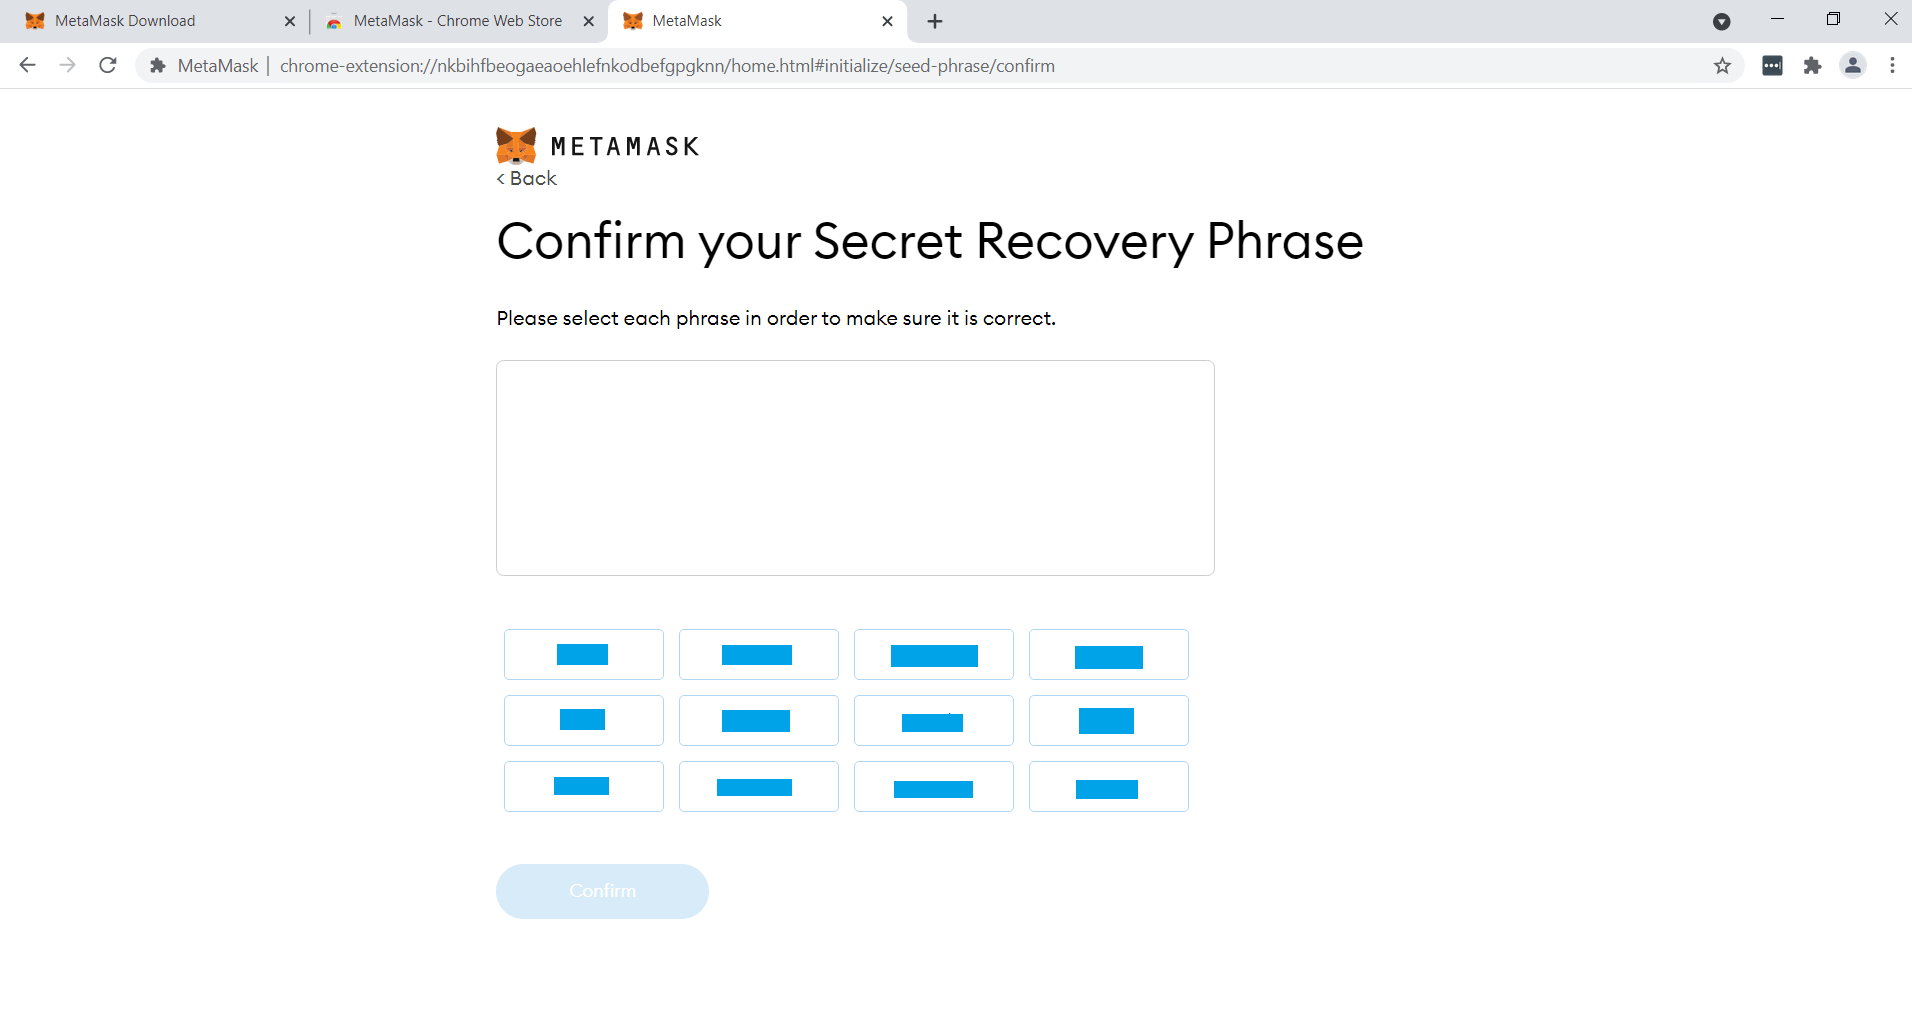 MetaMask Download
MetaMask - Chrome Web Store
MetaMask
MetaMask | chrome-extension://nkbihfbeogaeaoehlefnkodbefgpgknn/home.html#initialize/seed-phrase/confirm
METAMASK
< Back
Confirm your Secret Recovery Phrase
Please select each phrase in order to make sure it is correct.
Confirm